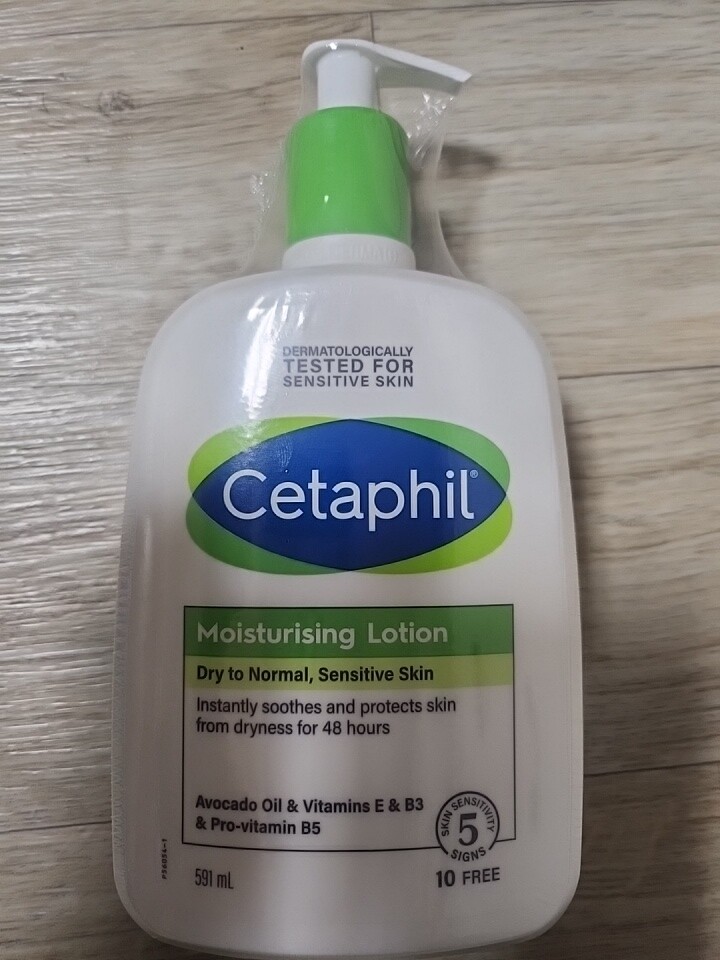 DERMATOLOGICALLY
TESTED FOR
SENSITIVE SKIN
Cetaphil®
Moisturising Lotion
Dry to Normal, Sensitive Skin
Instantly soothes and protects skin
from dryness for 48 hours
Avocado Oil & Vitamins E & B3
& Pro-vitamin B5
SKIN SENSITIVITY
5
SIGNS
591 mL
10 FREE
P56054-1